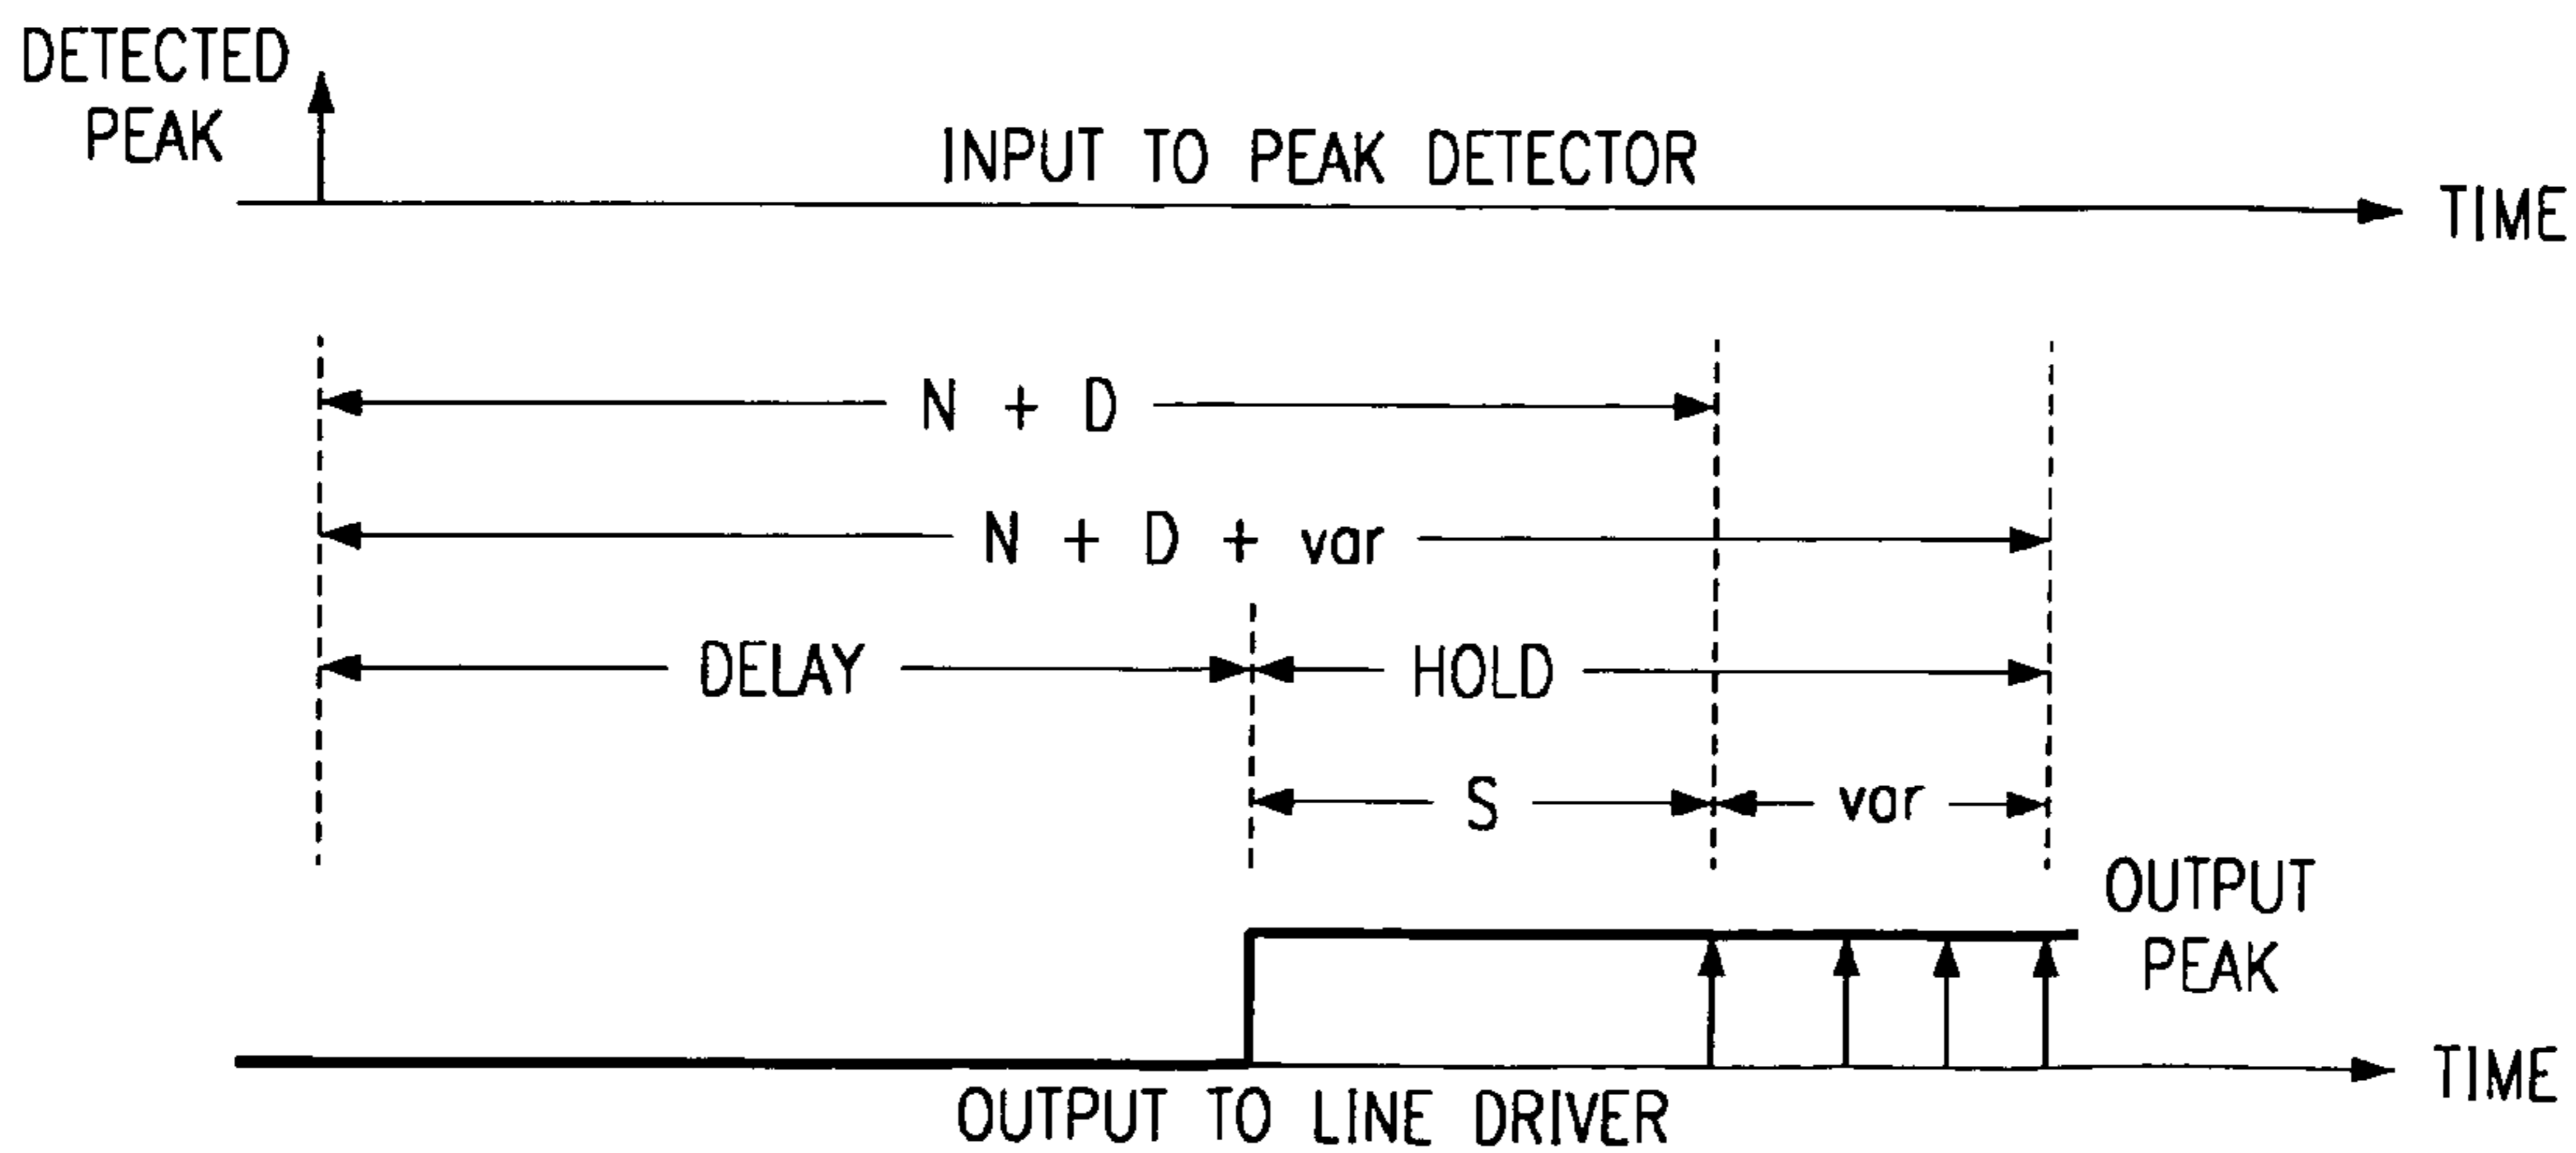 DETECTED
PEAK
INPUT TO PEAK DETECTOR
TIME
N + D
N + D + var
DELAY
HOLD
S
var
OUTPUT
PEAK
TIME
OUTPUT TO LINE DRIVER